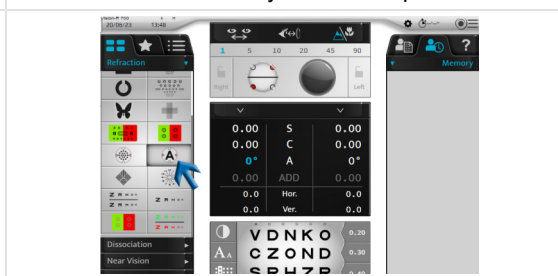 20/05/23 13:48
1 5 10 20 45 90
Refraction
Memory
?
Right Left
0.00 S 0.00
0.00 C 0.00
0° A 0°
0.00 ADD 0.00
0.0 Hor. 0.0
0.0 Ver. 0.0
A
V D N K O 0.20
A A C Z O N D 0.30
S R H Z R 0.40
Dissociation
Near Vision